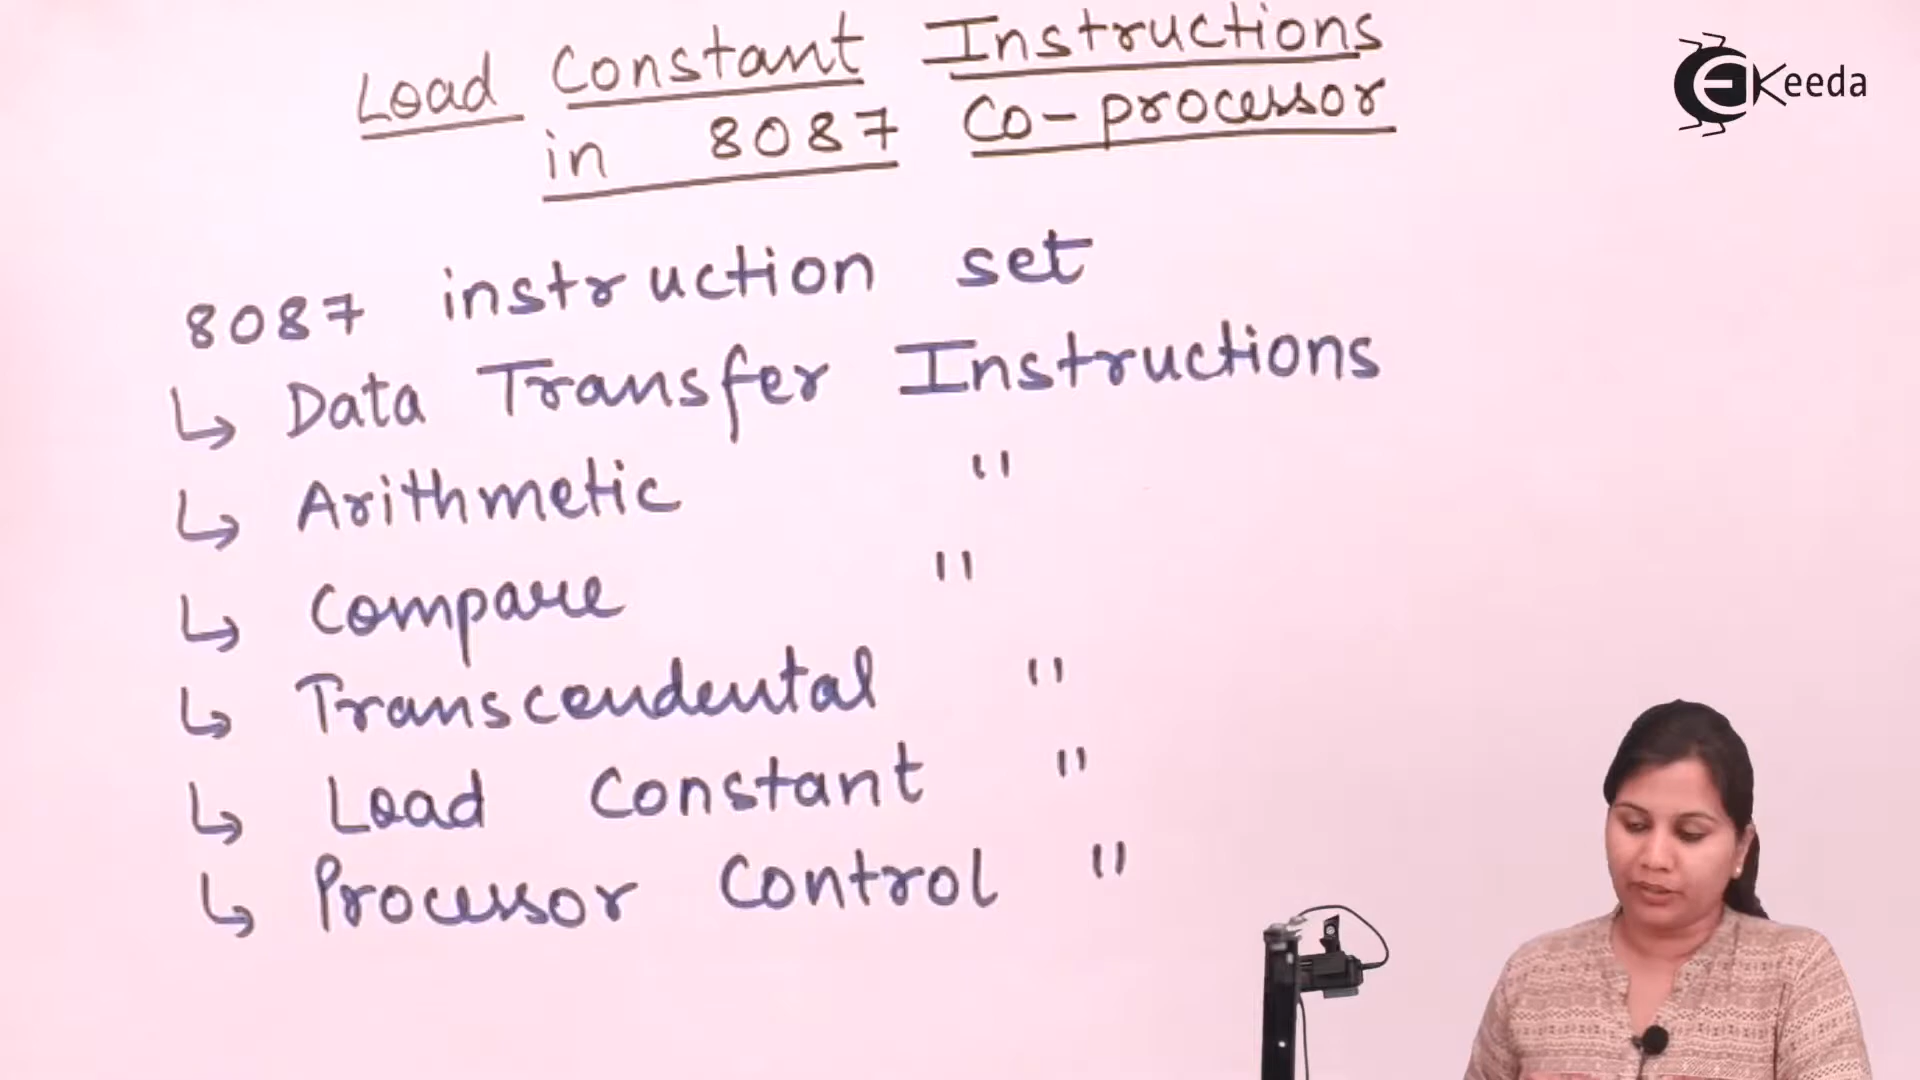 Load Constant Instructions
in 8087 Co-processor
8087 instruction set
↳ Data Transfer Instructions
↳ Arithmetic "
↳ Compare "
↳ Transcendental "
↳ Load Constant "
↳ Processor Control "
EKeeda